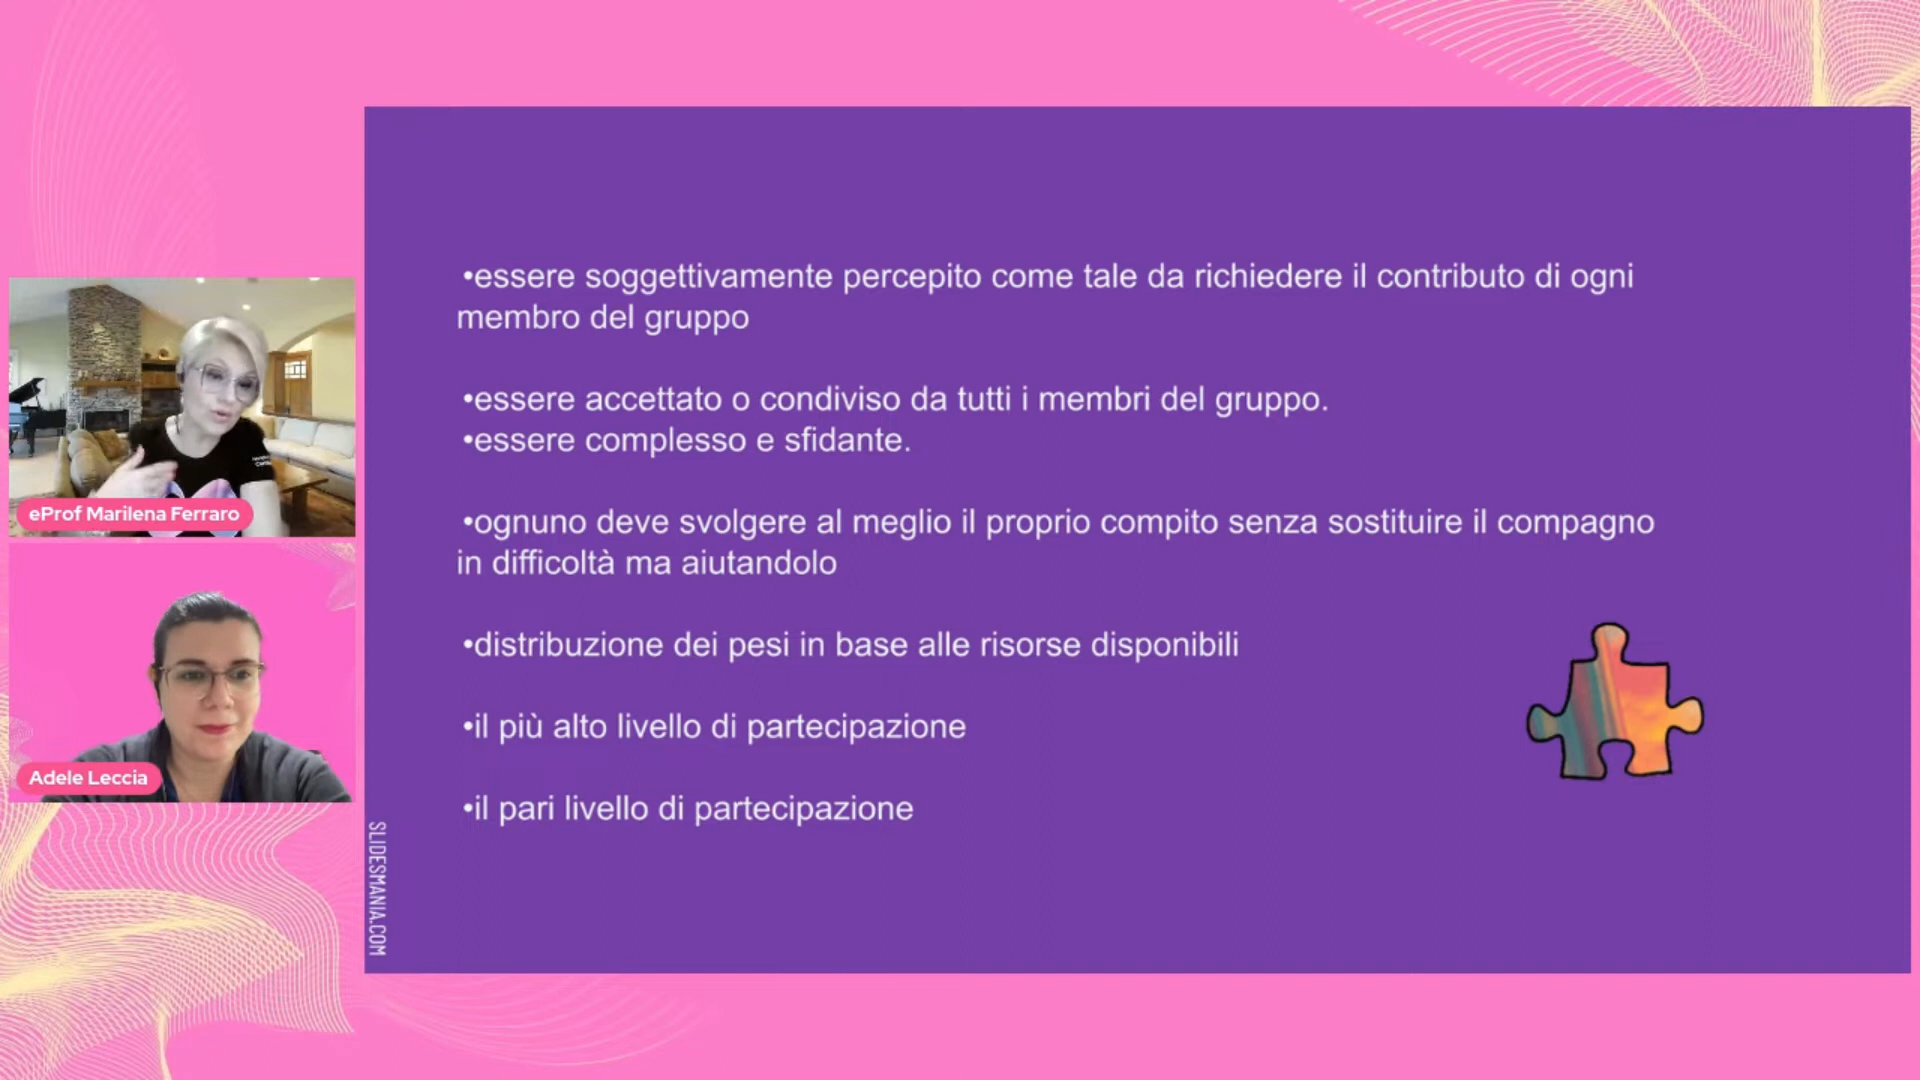 •essere soggettivamente percepito come tale da richiedere il contributo di ogni
membro del gruppo
•essere accettato o condiviso da tutti i membri del gruppo.
•essere complesso e sfidante.
•ognuno deve svolgere al meglio il proprio compito senza sostituire il compagno
in difficoltà ma aiutandolo
•distribuzione dei pesi in base alle risorse disponibili
•il più alto livello di partecipazione
•il pari livello di partecipazione
SLIDESMANIA.COM
eProf Marilena Ferraro
Adele Leccia